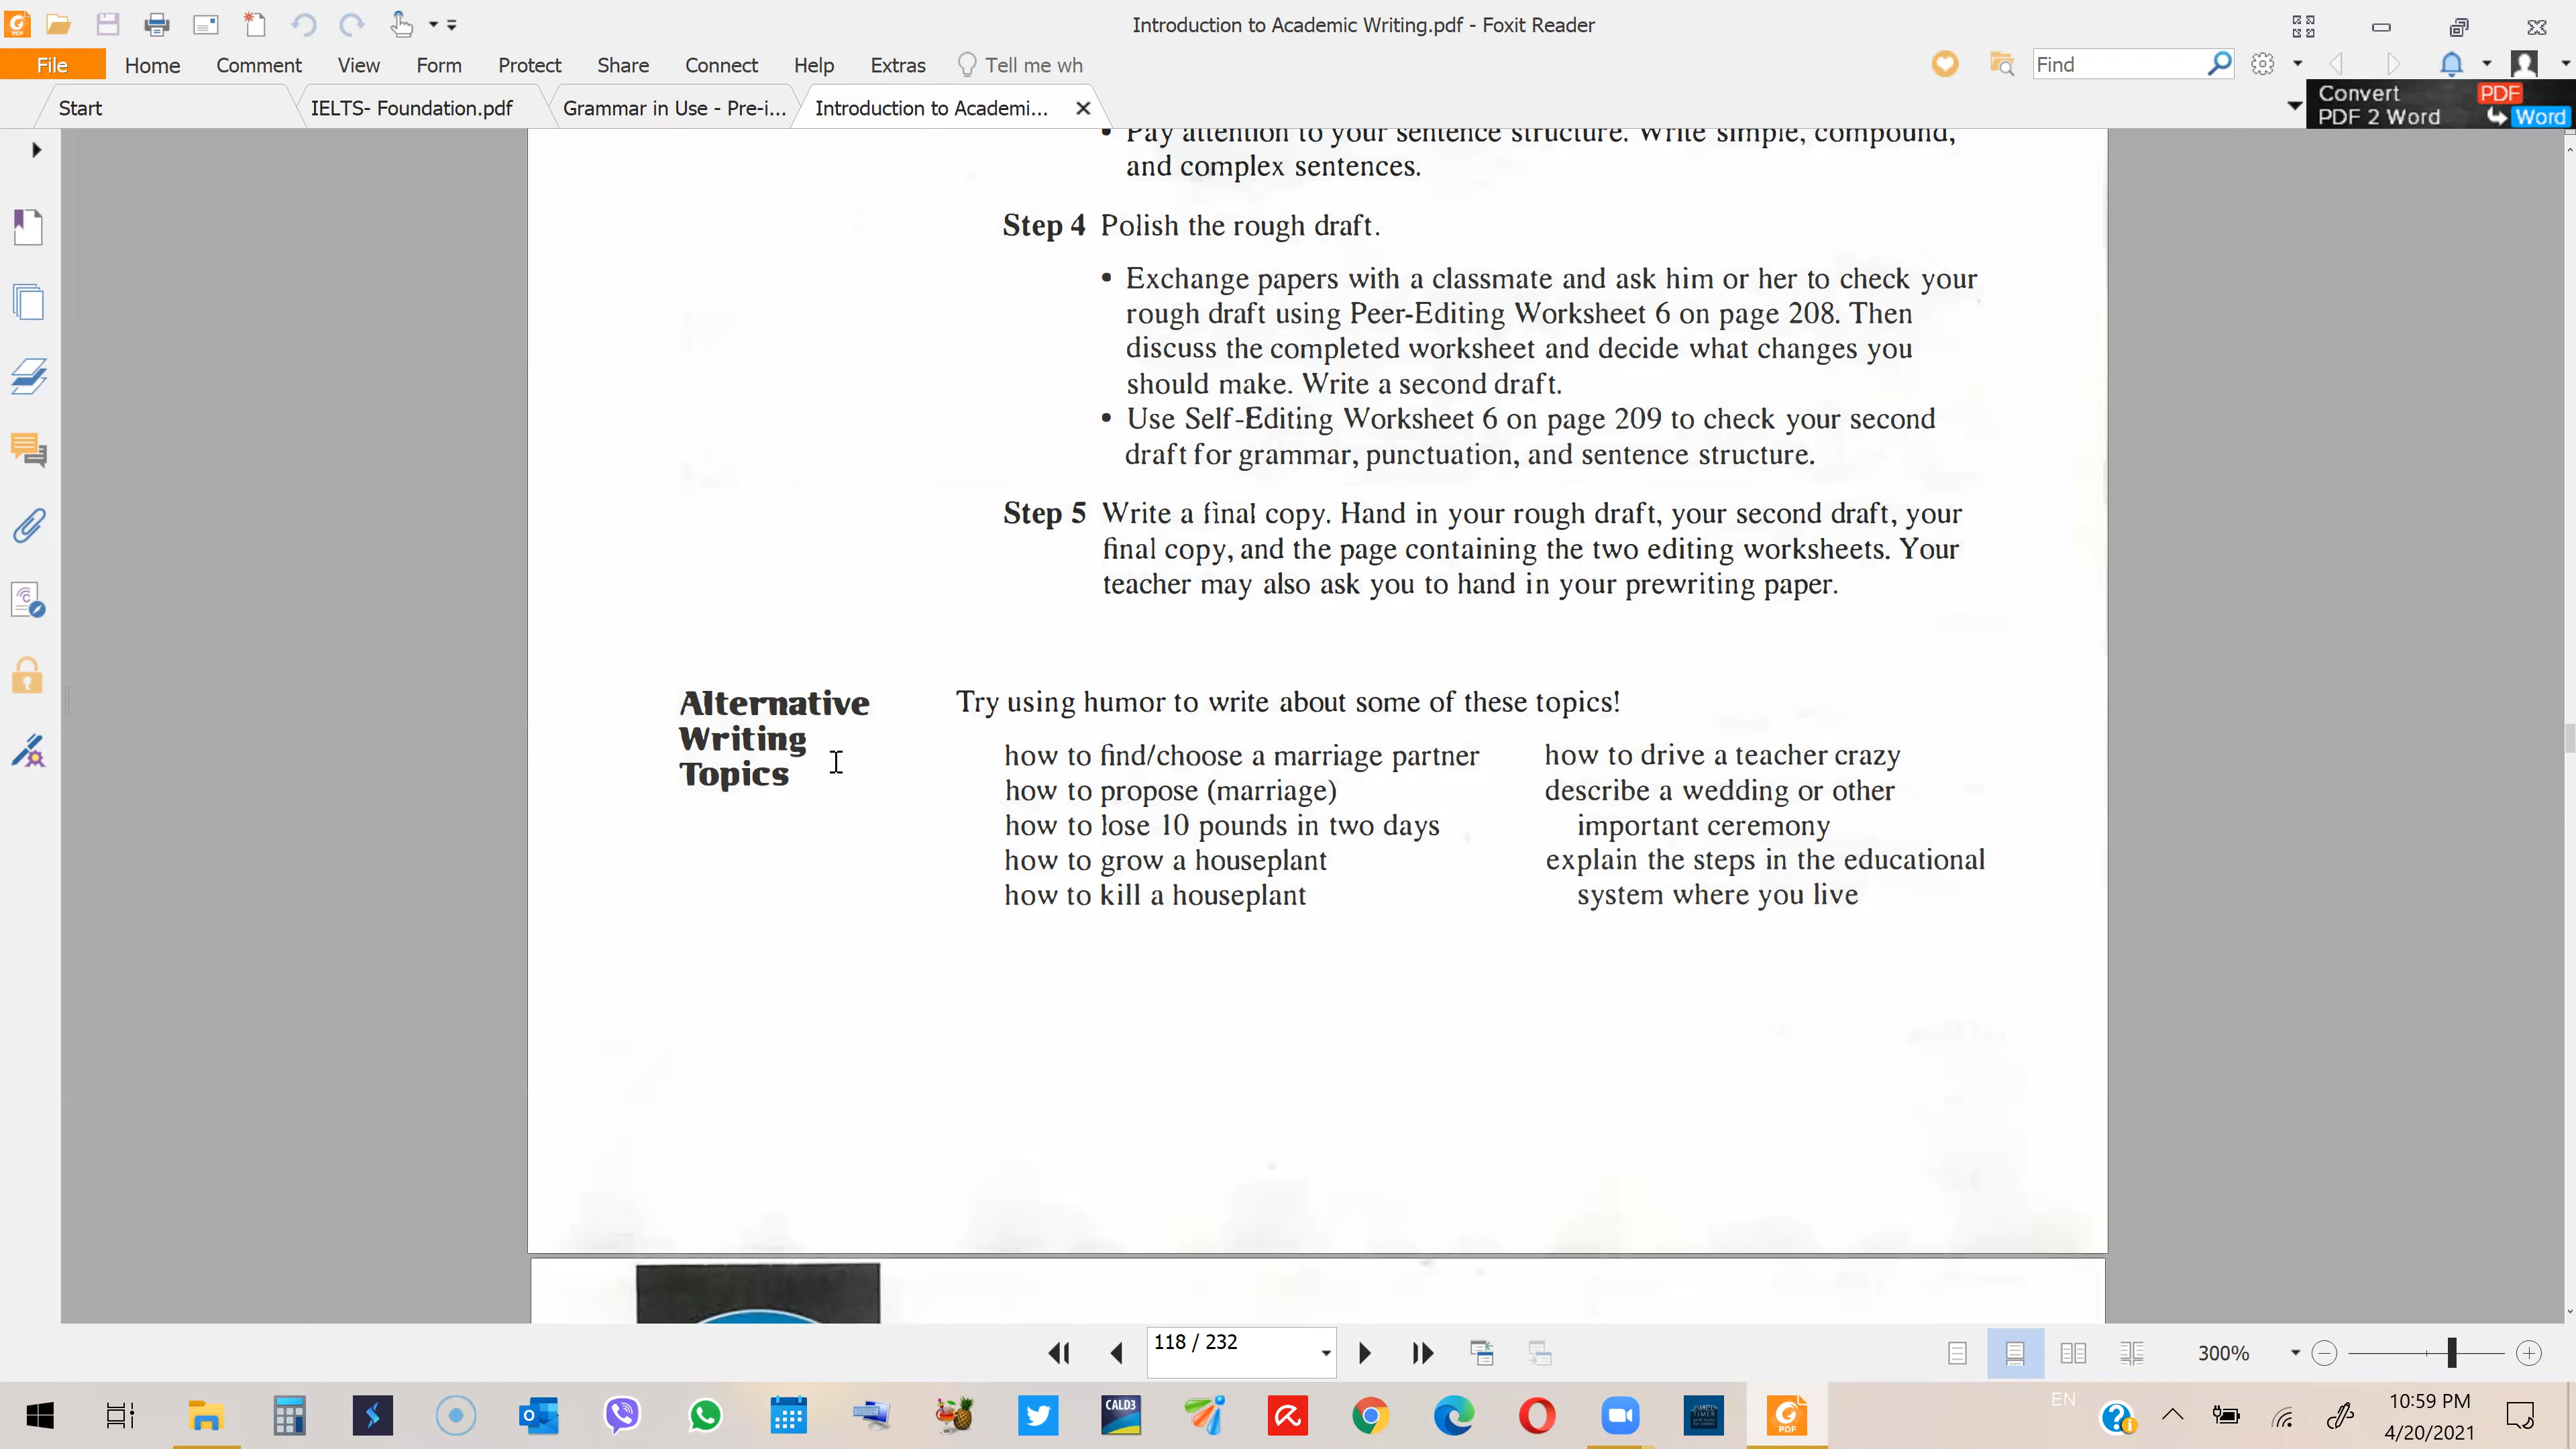 Introduction to Academic Writing.pdf - Foxit Reader
File Home Comment View Form Protect Share Connect Help Extras Tell me wh Find
Start IELTS- Foundation.pdf Grammar in Use - Pre-i... Introduction to Academi...
Convert PDF
PDF 2 Word Word
• Pay attention to your sentence structure. Write simple, compound,
and complex sentences.
Step 4 Polish the rough draft.
• Exchange papers with a classmate and ask him or her to check your
rough draft using Peer-Editing Worksheet 6 on page 208. Then
discuss the completed worksheet and decide what changes you
should make. Write a second draft.
• Use Self-Editing Worksheet 6 on page 209 to check your second
draft for grammar, punctuation, and sentence structure.
Step 5 Write a final copy. Hand in your rough draft, your second draft, your
final copy, and the page containing the two editing worksheets. Your
teacher may also ask you to hand in your prewriting paper.
Alternative
Writing
Topics
Try using humor to write about some of these topics!
how to find/choose a marriage partner
how to propose (marriage)
how to lose 10 pounds in two days
how to grow a houseplant
how to kill a houseplant
how to drive a teacher crazy
describe a wedding or other
important ceremony
explain the steps in the educational
system where you live
118 / 232
300%
CALD3
PDF
EN
10:59 PM
4/20/2021